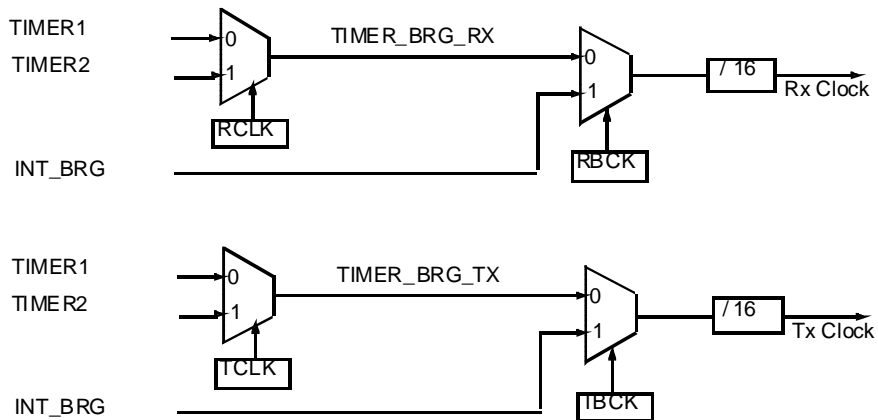 TIMER1
0
TIMER_BRG_RX
0
TIMER2
1
1
/ 16
Rx Clock
RCLK
INT_BRG
RBCK
TIMER1
0
TIMER_BRG_TX
0
TIMER2
1
1
/ 16
Tx Clock
TCLK
INT_BRG
TBCK